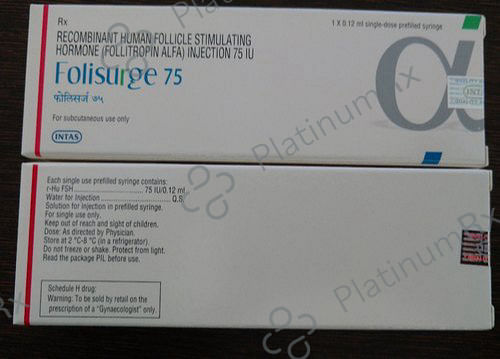 Rx
1 X 0.12 ml single-dose prefilled syringe
RECOMBINANT HUMAN FOLLICLE STIMULATING
HORMONE (FOLLITROPIN ALFA) INJECTION 75 IU
Folisurge 75
फोलिसर्ज ७५
For subcutaneous use only
INTAS
α
INTAS
PlatinumRx
Each single use prefilled syringe contains:
r-Hu FSH............................. 75 IU/0.12 ml
Water for Injection........................ Q.S.
Solution for injection in prefilled syringe.
For single use only.
Keep out of reach and sight of children.
Dose: As directed by Physician.
Store at 2 °C-8 °C (in a refrigerator).
Do not freeze or shake. Protect from light.
Read the package PIL before use.
Schedule H drug:
Warning: To be sold by retail on the
prescription of a "Gynaecologist" only.
PlatinumRx
Rx
PlatinumRx